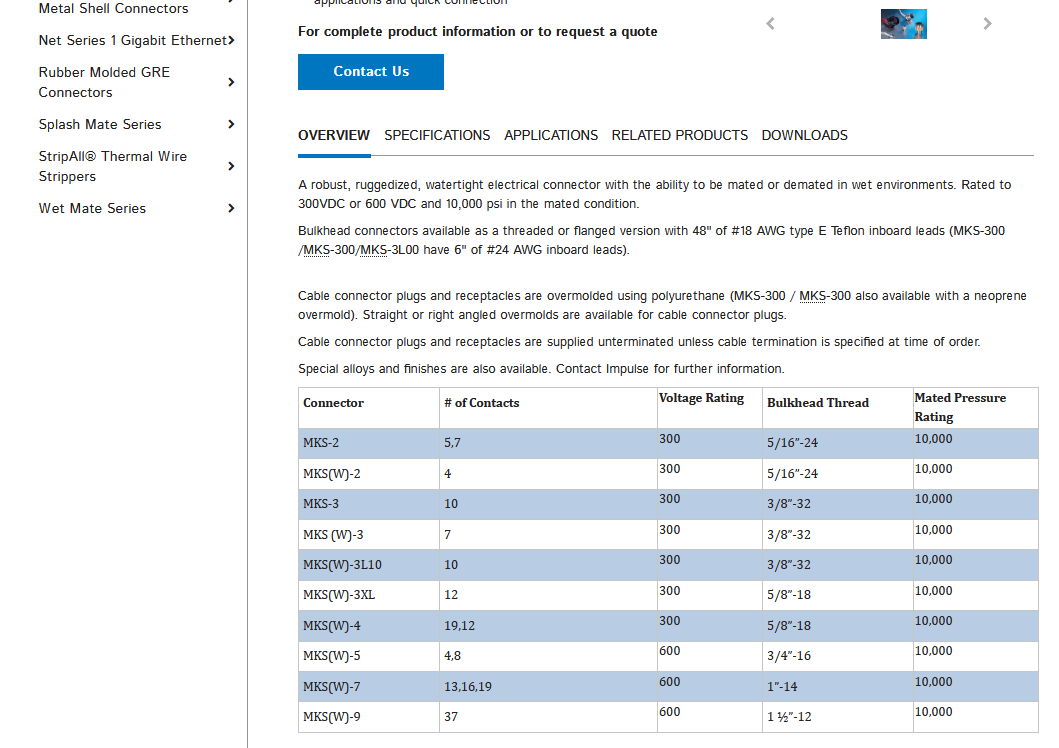 applications and quick connection
Metal Shell Connectors
For complete product information or to request a quote
Net Series 1 Gigabit Ethernet
Rubber Molded GRE
Connectors
Contact Us
Splash Mate Series
StripAll® Thermal Wire
Strippers
Wet Mate Series
OVERVIEW SPECIFICATIONS APPLICATIONS RELATED PRODUCTS DOWNLOADS
A robust, ruggedized, watertight electrical connector with the ability to be mated or demated in wet environments. Rated to
300VDC or 600 VDC and 10,000 psi in the mated condition.
Bulkhead connectors available as a threaded or flanged version with 48" of #18 AWG type E Teflon inboard leads (MKS-300
/MKS-300/MKS-3L00 have 6" of #24 AWG inboard leads).
Cable connector plugs and receptacles are overmolded using polyurethane (MKS-300 / MKS-300 also available with a neoprene
overmold). Straight or right angled overmolds are available for cable connector plugs.
Cable connector plugs and receptacles are supplied unterminated unless cable termination is specified at time of order.
Special alloys and finishes are also available. Contact Impulse for further information.
Connector # of Contacts Voltage Rating Bulkhead Thread Mated Pressure
Rating
MKS-2 5,7 300 5/16”-24 10,000
MKS(W)-2 4 300 5/16”-24 10,000
MKS-3 10 300 3/8”-32 10,000
MKS (W)-3 7 300 3/8”-32 10,000
MKS(W)-3L10 10 300 3/8”-32 10,000
MKS(W)-3XL 12 300 5/8”-18 10,000
MKS(W)-4 19,12 300 5/8”-18 10,000
MKS(W)-5 4,8 600 3/4”-16 10,000
MKS(W)-7 13,16,19 600 1”-14 10,000
MKS(W)-9 37 600 1 ½”-12 10,000